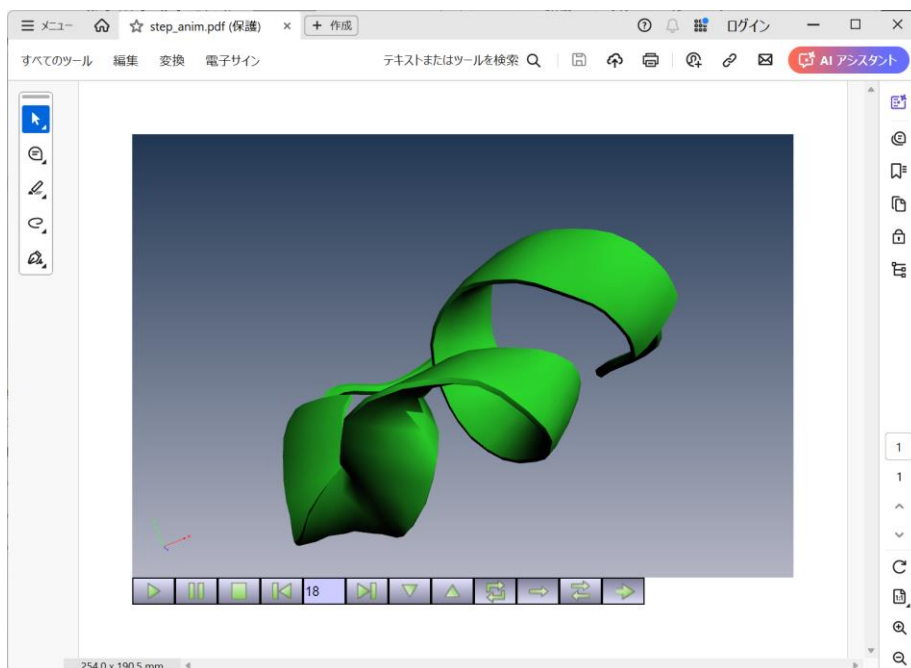 メニュー
step_anim.pdf (保護)
× + 作成
ログイン
すべてのツール 編集 変換 電子サイン
テキストまたはツールを検索
AI アシスタント
18
1
1
254.0 x 190.5 mm